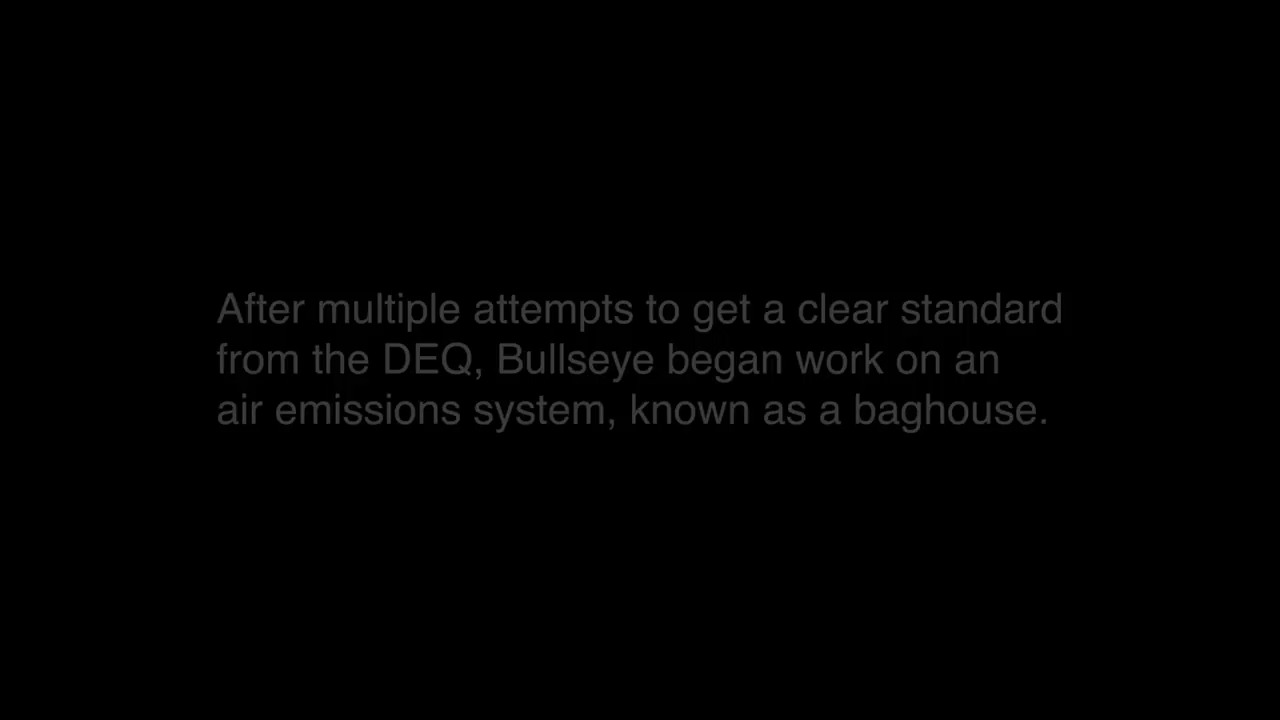 After multiple attempts to get a clear standard
from the DEQ, Bullseye began work on an
air emissions system, known as a baghouse.